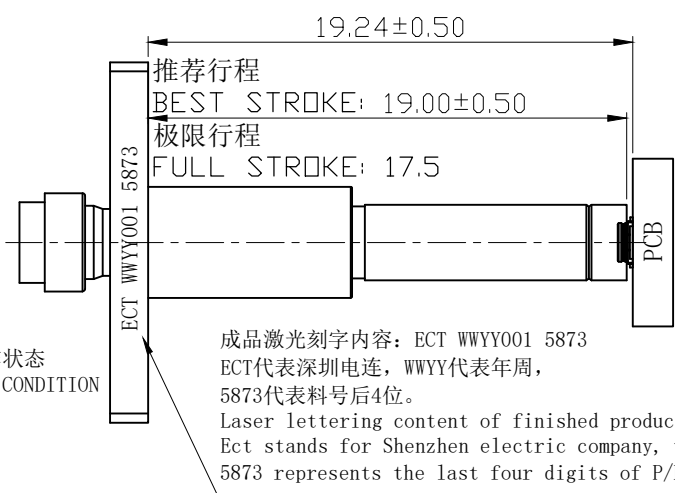 19.24±0.50
推荐行程
BEST STROKE: 19.00±0.50
极限行程
FULL STROKE: 17.5
ECT WWYY001 5873
PCB
状态
CONDITION
成品激光刻字内容: ECT WWYY001 5873
ECT代表深圳电连, WWYY代表年周,
5873代表料号后4位。
Laser lettering content of finished produc
Ect stands for Shenzhen electric company,
5873 represents the last four digits of P/